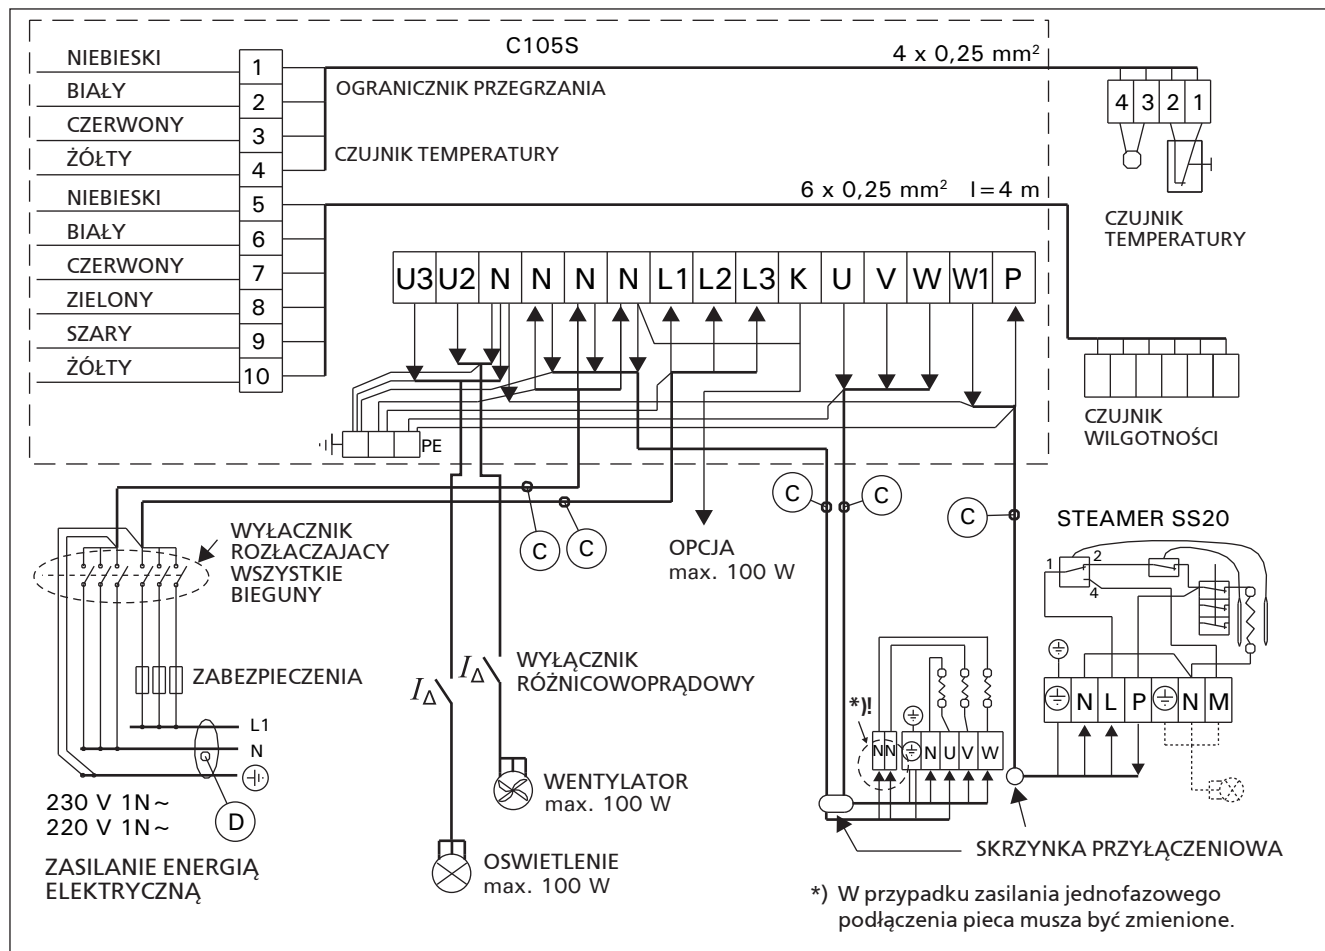 C105S
4 x 0,25 mm²
NIEBIESKI 1
BIAŁY 2
CZERWONY 3
ŻÓŁTY 4
OGRANICZNIK PRZEGRZANIA
CZUJNIK TEMPERATURY
4 3 2 1
CZUJNIK
TEMPERATURY
NIEBIESKI 5
BIAŁY 6
CZERWONY 7
ZIELONY 8
SZARY 9
ŻÓŁTY 10
6 x 0,25 mm² l=4 m
U3 U2 N N N N L1 L2 L3 K U V W W1 P
CZUJNIK
WILGOTNOŚCI
PE
C
C
C
C
C
OPCJA
max. 100 W
STEAMER SS20
1 2
4
WYŁACZNIK
ROZŁACZAJACY
WSZYSTKIE
BIEGUNY
ZABEZPIECZENIA
L1
N
D
230 V 1N~
220 V 1N~
ZASILANIE ENERGIĄ
ELEKTRYCZNĄ
I∆
I∆
WYŁĄCZNIK
RÓŻNICOWOPRĄDOWY
WENTYLATOR
max. 100 W
OSWIETLENIE
max. 100 W
*)!
N N N U V W
N L P N M
SKRZYNKA PRZYŁĄCZENIOWA
*) W przypadku zasilania jednofazowego
podłączenia pieca musza być zmienione.